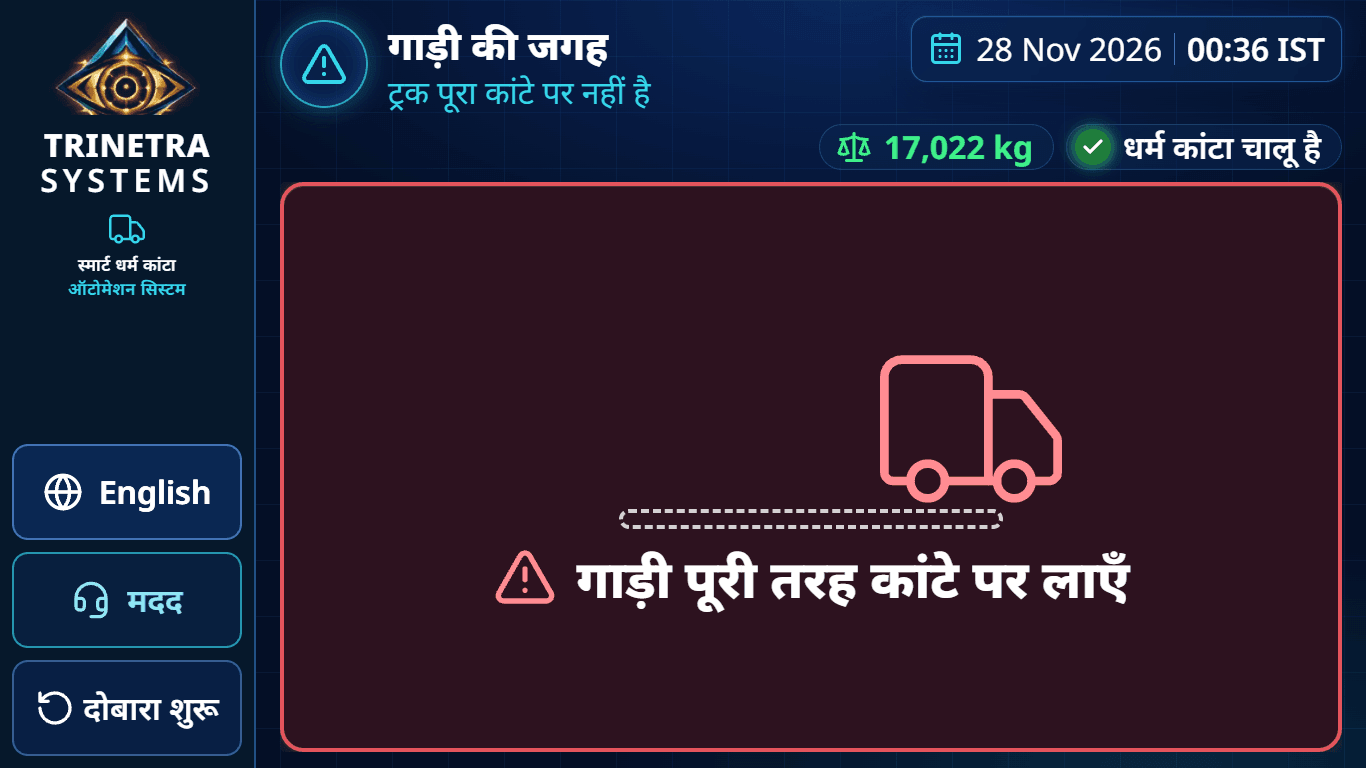 TRINETRA
SYSTEMS
स्मार्ट धर्म कांटा
ऑटोमेशन सिस्टम
English
मदद
दोबारा शुरू
गाड़ी की जगह
ट्रक पूरा कांटे पर नहीं है
28 Nov 2026 00:36 IST
17,022 kg
धर्म कांटा चालू है
गाड़ी पूरी तरह कांटे पर लाएँ